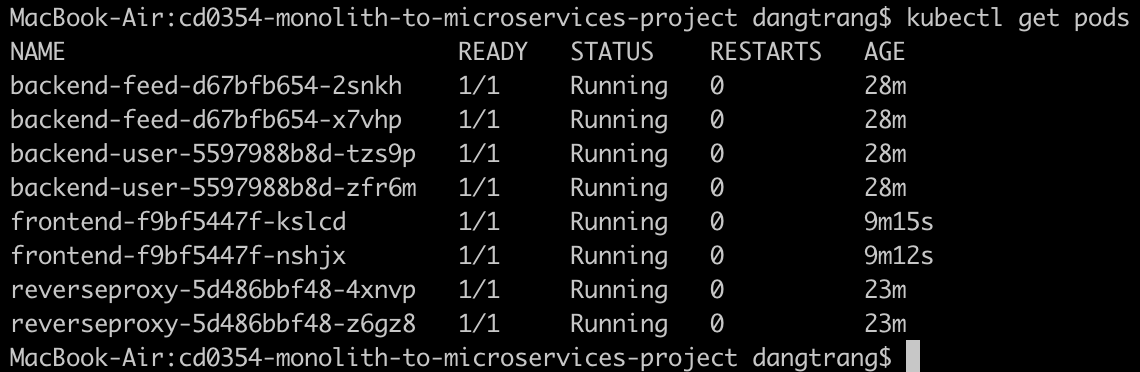 MacBook-Air:cd0354-monolith-to-microservices-project dangtrang$ kubectl get pods
NAME READY STATUS RESTARTS AGE
backend-feed-d67bfb654-2snkh 1/1 Running 0 28m
backend-feed-d67bfb654-x7vhp 1/1 Running 0 28m
backend-user-5597988b8d-tzs9p 1/1 Running 0 28m
backend-user-5597988b8d-zfr6m 1/1 Running 0 28m
frontend-f9bf5447f-kslcd 1/1 Running 0 9m15s
frontend-f9bf5447f-nshjx 1/1 Running 0 9m12s
reverseproxy-5d486bbf48-4xnvp 1/1 Running 0 23m
reverseproxy-5d486bbf48-z6gz8 1/1 Running 0 23m
MacBook-Air:cd0354-monolith-to-microservices-project dangtrang$